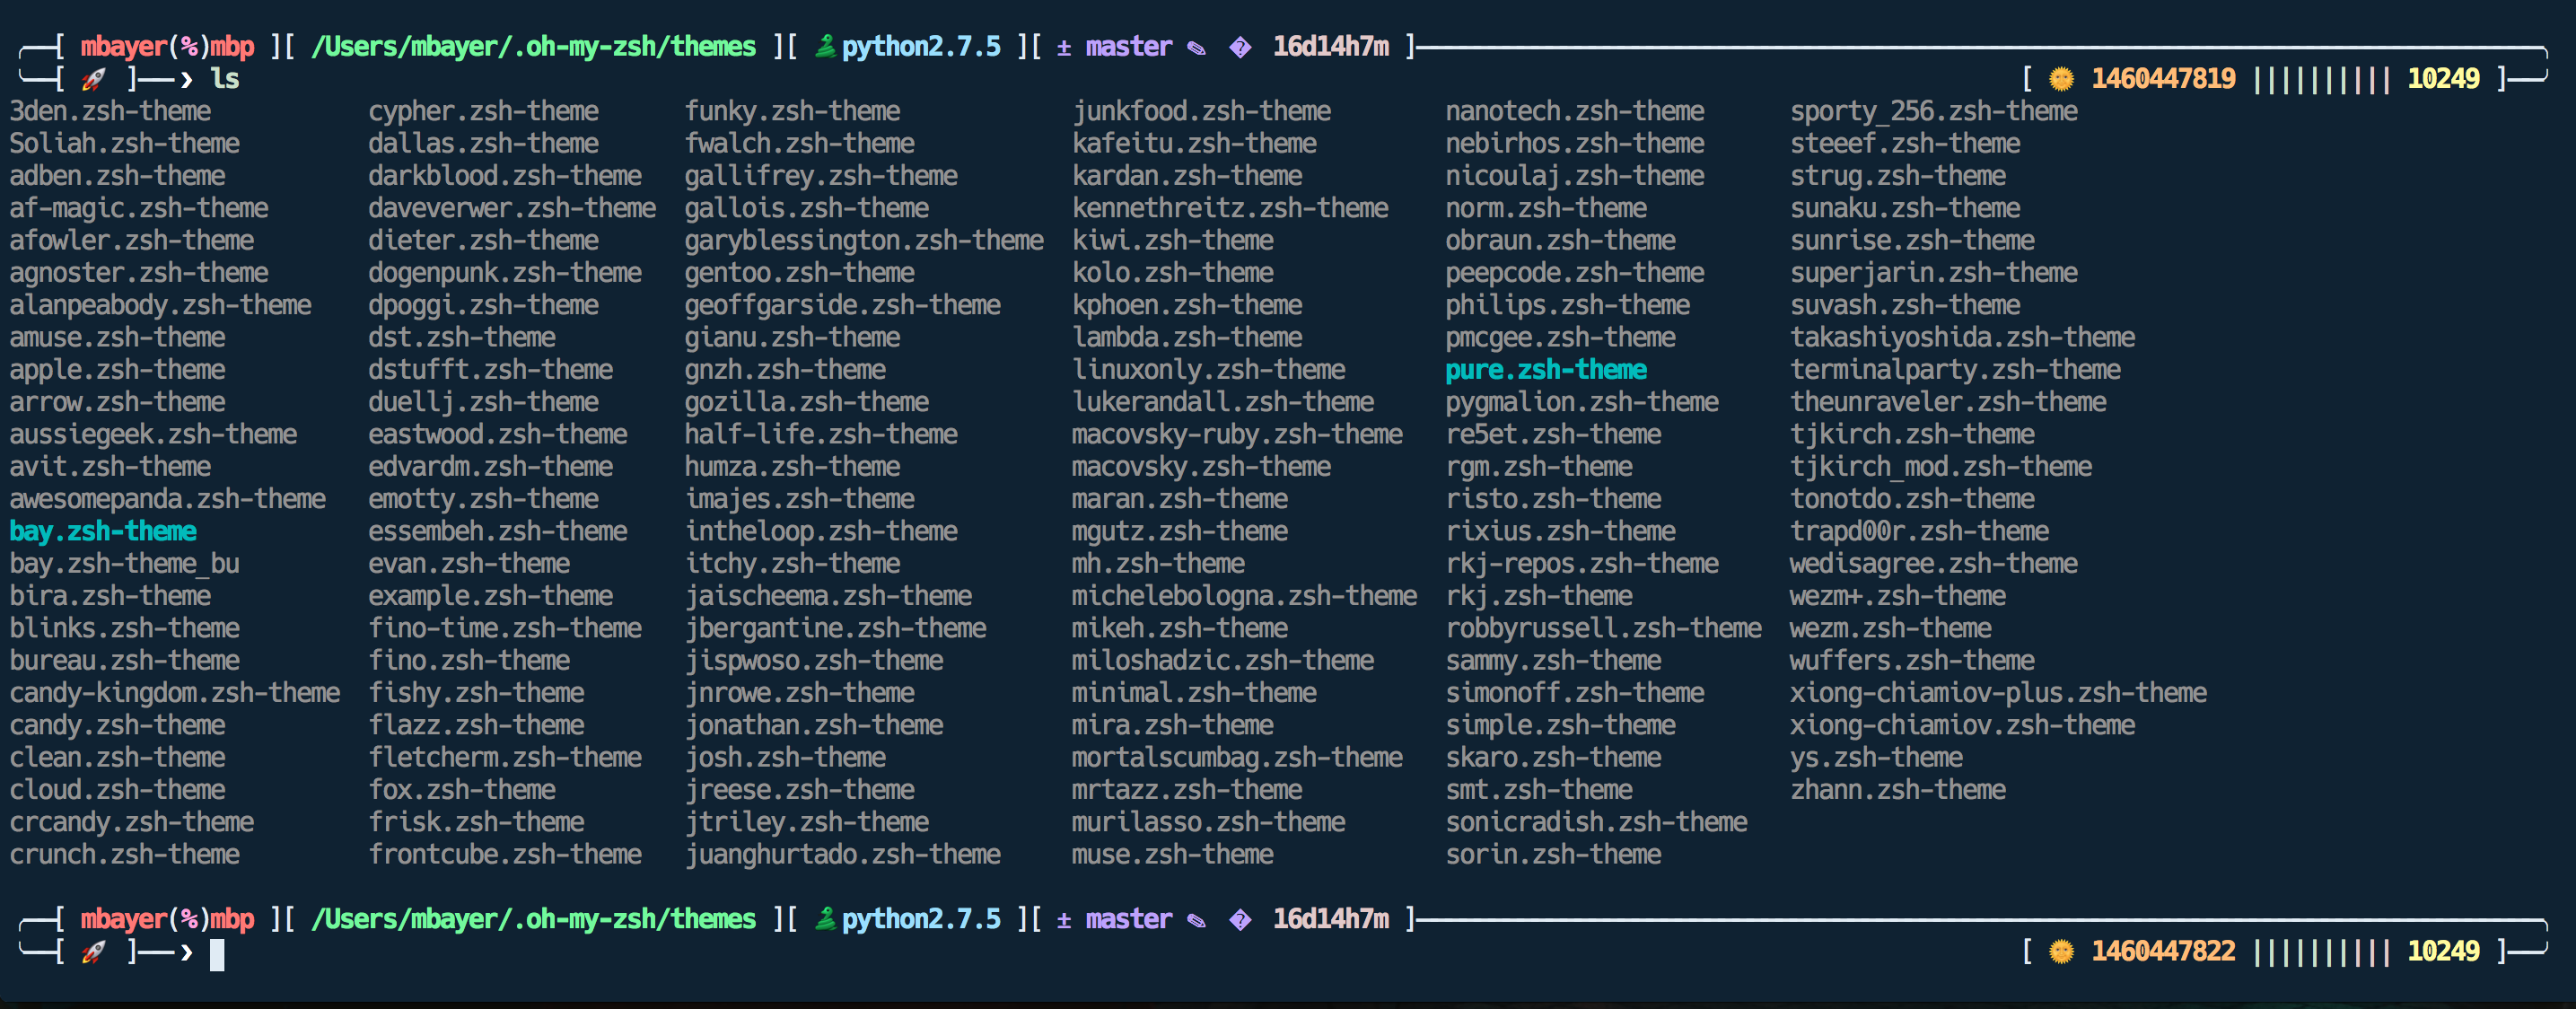 ╭─[ mbayer(%)mbp ][ /Users/mbayer/.oh-my-zsh/themes ][ 🐍python2.7.5 ][ ± master ✎ � 16d14h7m ]
╰─[ 🚀 ]──› ls [ 🌞 1460447819 |||||||||| 10249 ]
3den.zsh-theme cypher.zsh-theme funky.zsh-theme junkfood.zsh-theme nanotech.zsh-theme sporty_256.zsh-theme
Soliah.zsh-theme dallas.zsh-theme fwalch.zsh-theme kafeitu.zsh-theme nebirhos.zsh-theme steeef.zsh-theme
adben.zsh-theme darkblood.zsh-theme gallifrey.zsh-theme kardan.zsh-theme nicoulaj.zsh-theme strug.zsh-theme
af-magic.zsh-theme daveverwer.zsh-theme gallois.zsh-theme kennethreitz.zsh-theme norm.zsh-theme sunaku.zsh-theme
afowler.zsh-theme dieter.zsh-theme garyblessington.zsh-theme kiwi.zsh-theme obraun.zsh-theme sunrise.zsh-theme
agnoster.zsh-theme dogenpunk.zsh-theme gentoo.zsh-theme kolo.zsh-theme peepcode.zsh-theme superjarin.zsh-theme
alanpeabody.zsh-theme dpoggi.zsh-theme geoffgarside.zsh-theme kphoen.zsh-theme philips.zsh-theme suvash.zsh-theme
amuse.zsh-theme dst.zsh-theme gianu.zsh-theme lambda.zsh-theme pmcgee.zsh-theme takashiyoshida.zsh-theme
apple.zsh-theme dstufft.zsh-theme gnzh.zsh-theme linuxonly.zsh-theme pure.zsh-theme terminalparty.zsh-theme
arrow.zsh-theme duellj.zsh-theme gozilla.zsh-theme lukerandall.zsh-theme pygmalion.zsh-theme theunraveler.zsh-theme
aussiegeek.zsh-theme eastwood.zsh-theme half-life.zsh-theme macovsky-ruby.zsh-theme re5et.zsh-theme tjkirch.zsh-theme
avit.zsh-theme edvardm.zsh-theme humza.zsh-theme macovsky.zsh-theme rgm.zsh-theme tjkirch_mod.zsh-theme
awesomepanda.zsh-theme emotty.zsh-theme imajes.zsh-theme maran.zsh-theme risto.zsh-theme tonotdo.zsh-theme
bay.zsh-theme essembeh.zsh-theme intheloop.zsh-theme mgutz.zsh-theme rixius.zsh-theme trapd00r.zsh-theme
bay.zsh-theme_bu evan.zsh-theme itchy.zsh-theme mh.zsh-theme rkj-repos.zsh-theme wedisagree.zsh-theme
bira.zsh-theme example.zsh-theme jaischeema.zsh-theme michelebologna.zsh-theme rkj.zsh-theme wezm+.zsh-theme
blinks.zsh-theme fino-time.zsh-theme jbergantine.zsh-theme mikeh.zsh-theme robbyrussell.zsh-theme wezm.zsh-theme
bureau.zsh-theme fino.zsh-theme jispwoso.zsh-theme miloshadzic.zsh-theme sammy.zsh-theme wuffers.zsh-theme
candy-kingdom.zsh-theme fishy.zsh-theme jnrowe.zsh-theme minimal.zsh-theme simonoff.zsh-theme xiong-chiamiov-plus.zsh-theme
candy.zsh-theme flazz.zsh-theme jonathan.zsh-theme mira.zsh-theme simple.zsh-theme xiong-chiamiov.zsh-theme
clean.zsh-theme fletcherm.zsh-theme josh.zsh-theme mortalscumbag.zsh-theme skaro.zsh-theme ys.zsh-theme
cloud.zsh-theme fox.zsh-theme jreese.zsh-theme mrtazz.zsh-theme smt.zsh-theme zhann.zsh-theme
crcandy.zsh-theme frisk.zsh-theme jtriley.zsh-theme murilasso.zsh-theme sonicradish.zsh-theme
crunch.zsh-theme frontcube.zsh-theme juanghurtado.zsh-theme muse.zsh-theme sorin.zsh-theme
╭─[ mbayer(%)mbp ][ /Users/mbayer/.oh-my-zsh/themes ][ 🐍python2.7.5 ][ ± master ✎ � 16d14h7m ]
╰─[ 🚀 ]──› [ 🌞 1460447822 |||||||||| 10249 ]